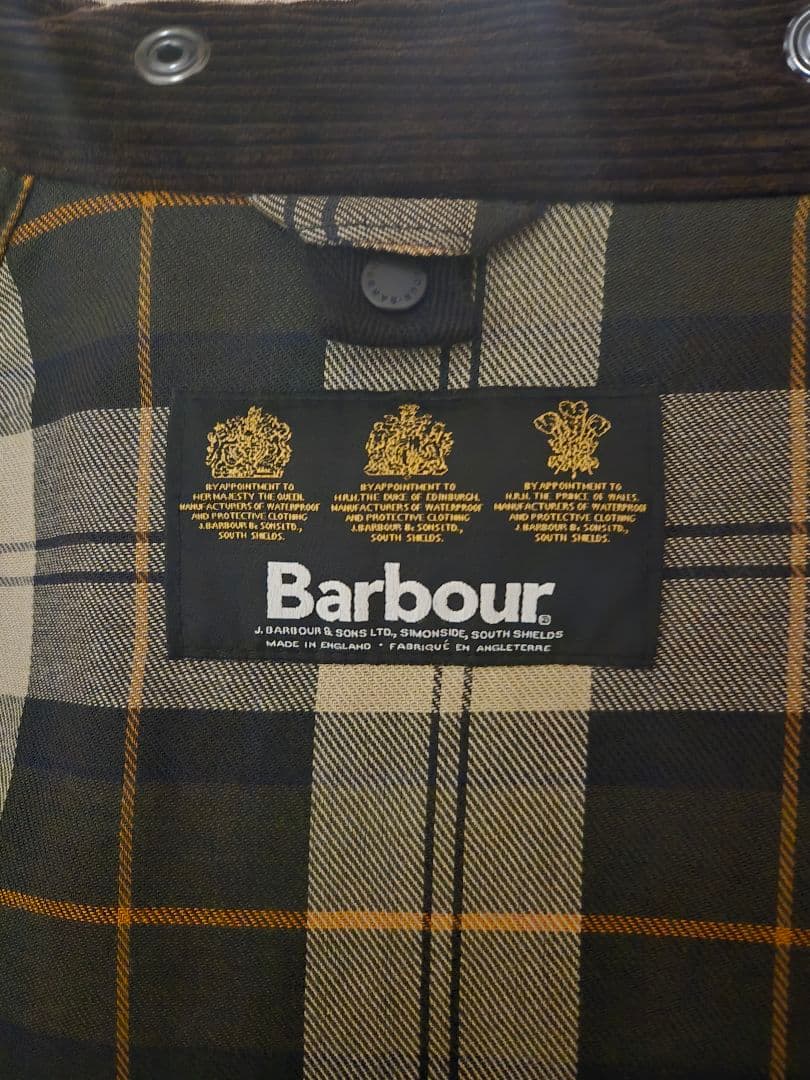 BY APPOINTMENT TO
HER MAJESTY THE QUEEN.
MANUFACTURERS OF WATERPROOF
AND PROTECTIVE CLOTHING
J.BARBOUR & SONS LTD.,
SOUTH SHIELDS.
BY APPOINTMENT TO
H.R.H. THE DUKE OF EDINBURGH.
MANUFACTURERS OF WATERPROOF
AND PROTECTIVE CLOTHING
J.BARBOUR & SONS LTD.,
SOUTH SHIELDS.
BY APPOINTMENT TO
H.R.H. THE PRINCE OF WALES.
MANUFACTURERS OF WATERPROOF
AND PROTECTIVE CLOTHING
J.BARBOUR & SONS LTD.,
SOUTH SHIELDS.
Barbour®
J. BARBOUR & SONS LTD., SIMONSIDE, SOUTH SHIELDS
MADE IN ENGLAND · FABRIQUÉ EN ANGLETERRE